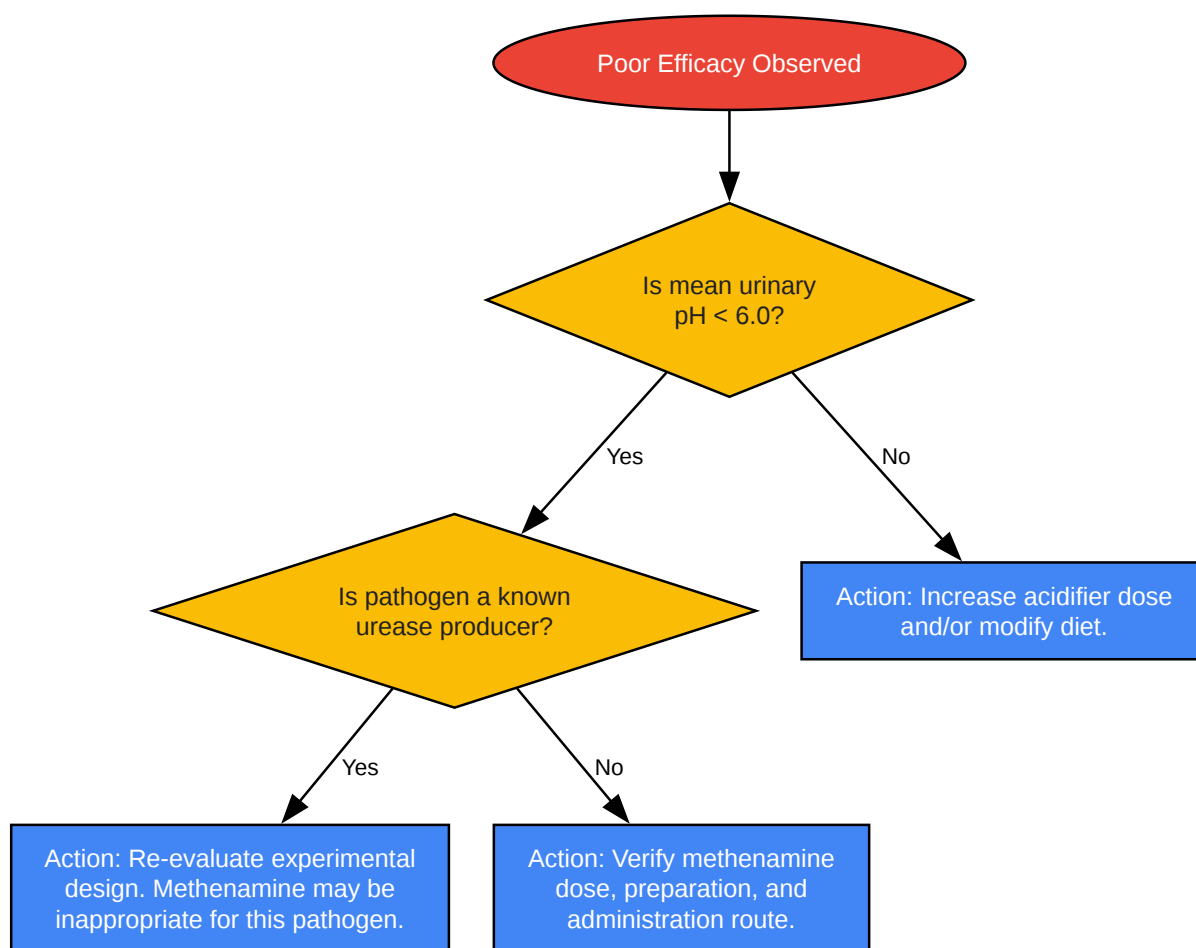 Poor Efficacy Observed
Is mean urinary
pH < 6.0?
Yes
No
Is pathogen a known
urease producer?
Action: Increase acidifier dose
and/or modify diet.
Yes
No
Action: Re-evaluate experimental
design. Methenamine may be
inappropriate for this pathogen.
Action: Verify methenamine
dose, preparation, and
administration route.